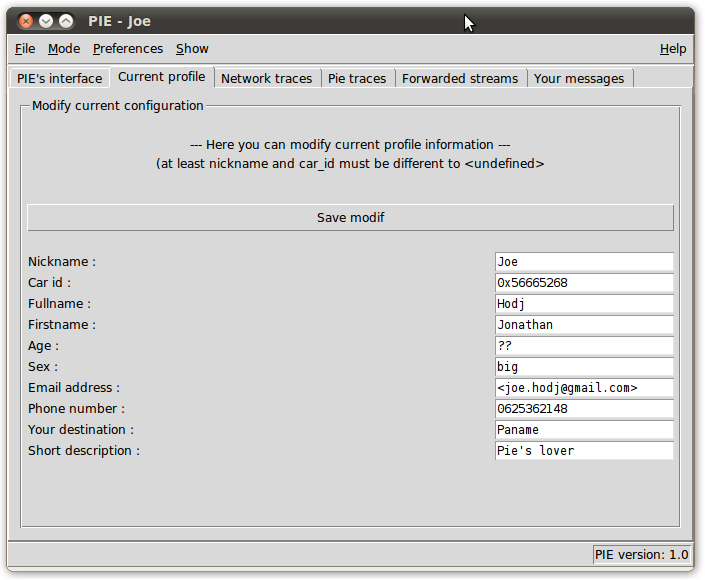 PIE - Joe
File Mode Preferences Show Help
PIE's interface Current profile Network traces Pie traces Forwarded streams Your messages
Modify current configuration
--- Here you can modify current profile information ---
(at least nickname and car_id must be different to <undefined>
Save modif
Nickname : Joe
Car id : 0x56665268
Fullname : Hodj
Firstname : Jonathan
Age : ??
Sex : big
Email address : <joe.hodj@gmail.com>
Phone number : 0625362148
Your destination : Paname
Short description : Pie's lover
PIE version: 1.0